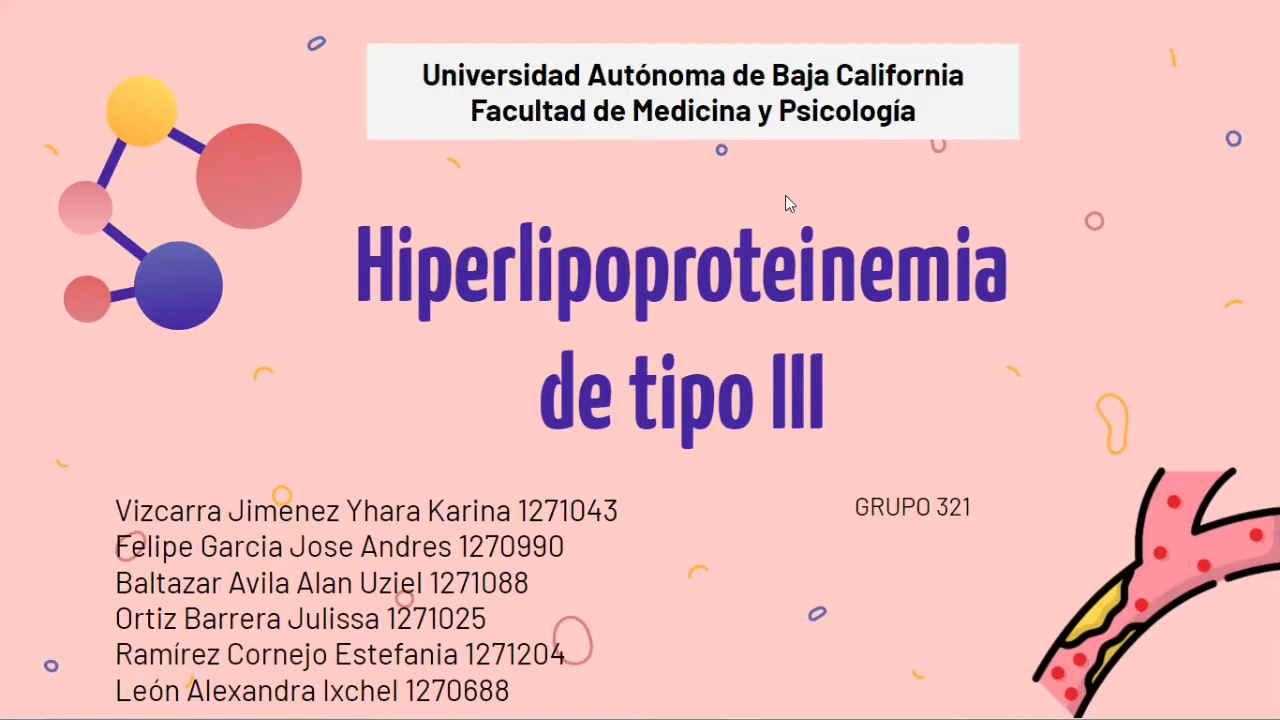 Universidad Autónoma de Baja California
Facultad de Medicina y Psicología
Hiperlipoproteinemia
de tipo III
Vizcarra Jimenez Yhara Karina 1271043
Felipe Garcia Jose Andres 1270990
Baltazar Avila Alan Uziel 1271088
Ortiz Barrera Julissa 1271025
Ramírez Cornejo Estefania 1271204
León Alexandra Ixchel 1270688
GRUPO 321